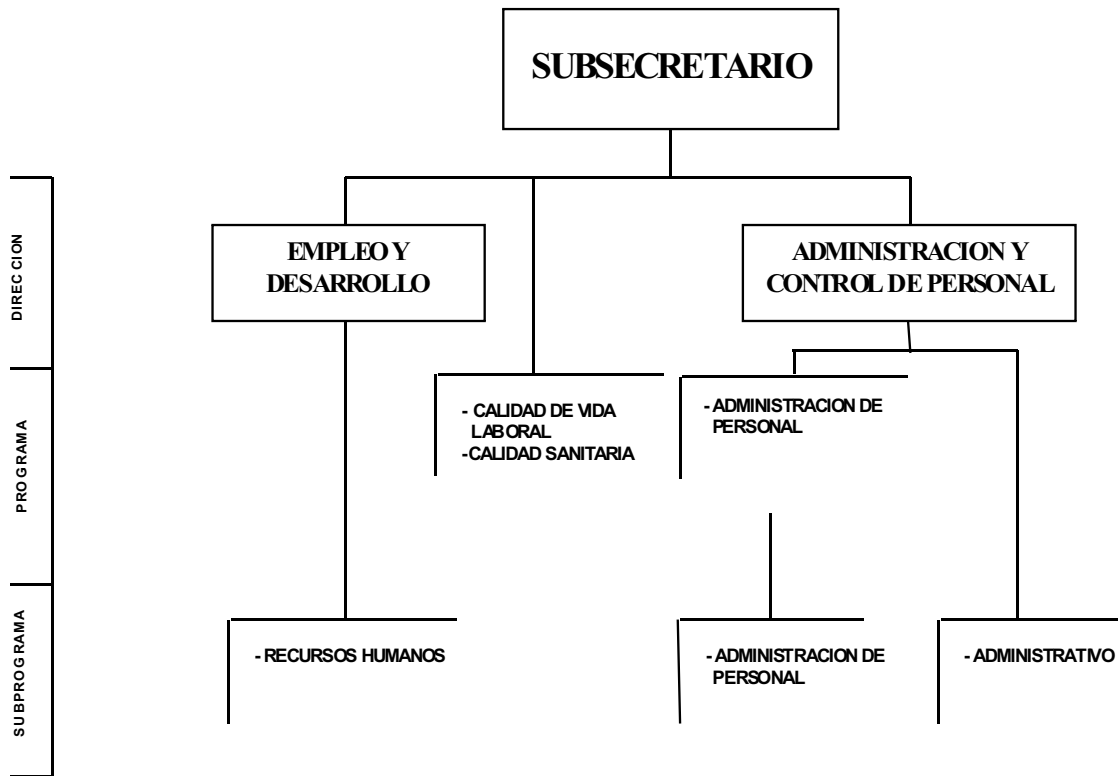 SUBSECRETARIO
DIRECCION
EMPLEO Y
DESARROLLO
ADMINISTRACION Y
CONTROL DE PERSONAL
PROGRAMA
- CALIDAD DE VIDA
LABORAL
- CALIDAD SANITARIA
- ADMINISTRACION DE
PERSONAL
SUBPROGRAMA
- RECURSOS HUMANOS
- ADMINISTRACION DE
PERSONAL
- ADMINISTRATIVO